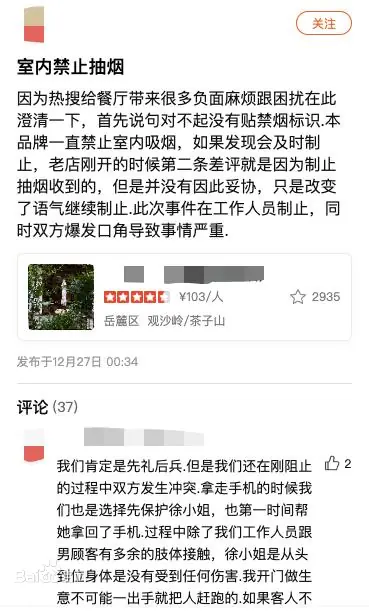 关注
室内禁止抽烟
因为热搜给餐厅带来很多负面麻烦跟困扰在此
澄清一下，首先说句对不起没有贴禁烟标识.本
品牌一直禁止室内吸烟，如果发现会及时制
止，老店刚开的时候第二条差评就是因为制止
抽烟收到的，但是并没有因此妥协，只是改变
了语气继续制止.此次事件在工作人员制止，同
时双方爆发口角导致事情严重.
¥103/人
2935
岳麓区 观沙岭/茶子山
发布于12月27日 00:34
评论 (37)
我们肯定是先礼后兵.但是我们还在刚阻止
2
的过程中双方发生冲突.拿走手机的时候我
们也是选择先保护徐小姐，也第一时间帮
她拿回了手机.过程中除了我们工作人员跟
男顾客有多余的肢体接触，徐小姐是从头
到位身体是没有受到任何伤害.我开门做生
意不可能一出手就把人赶跑的.如果客人不